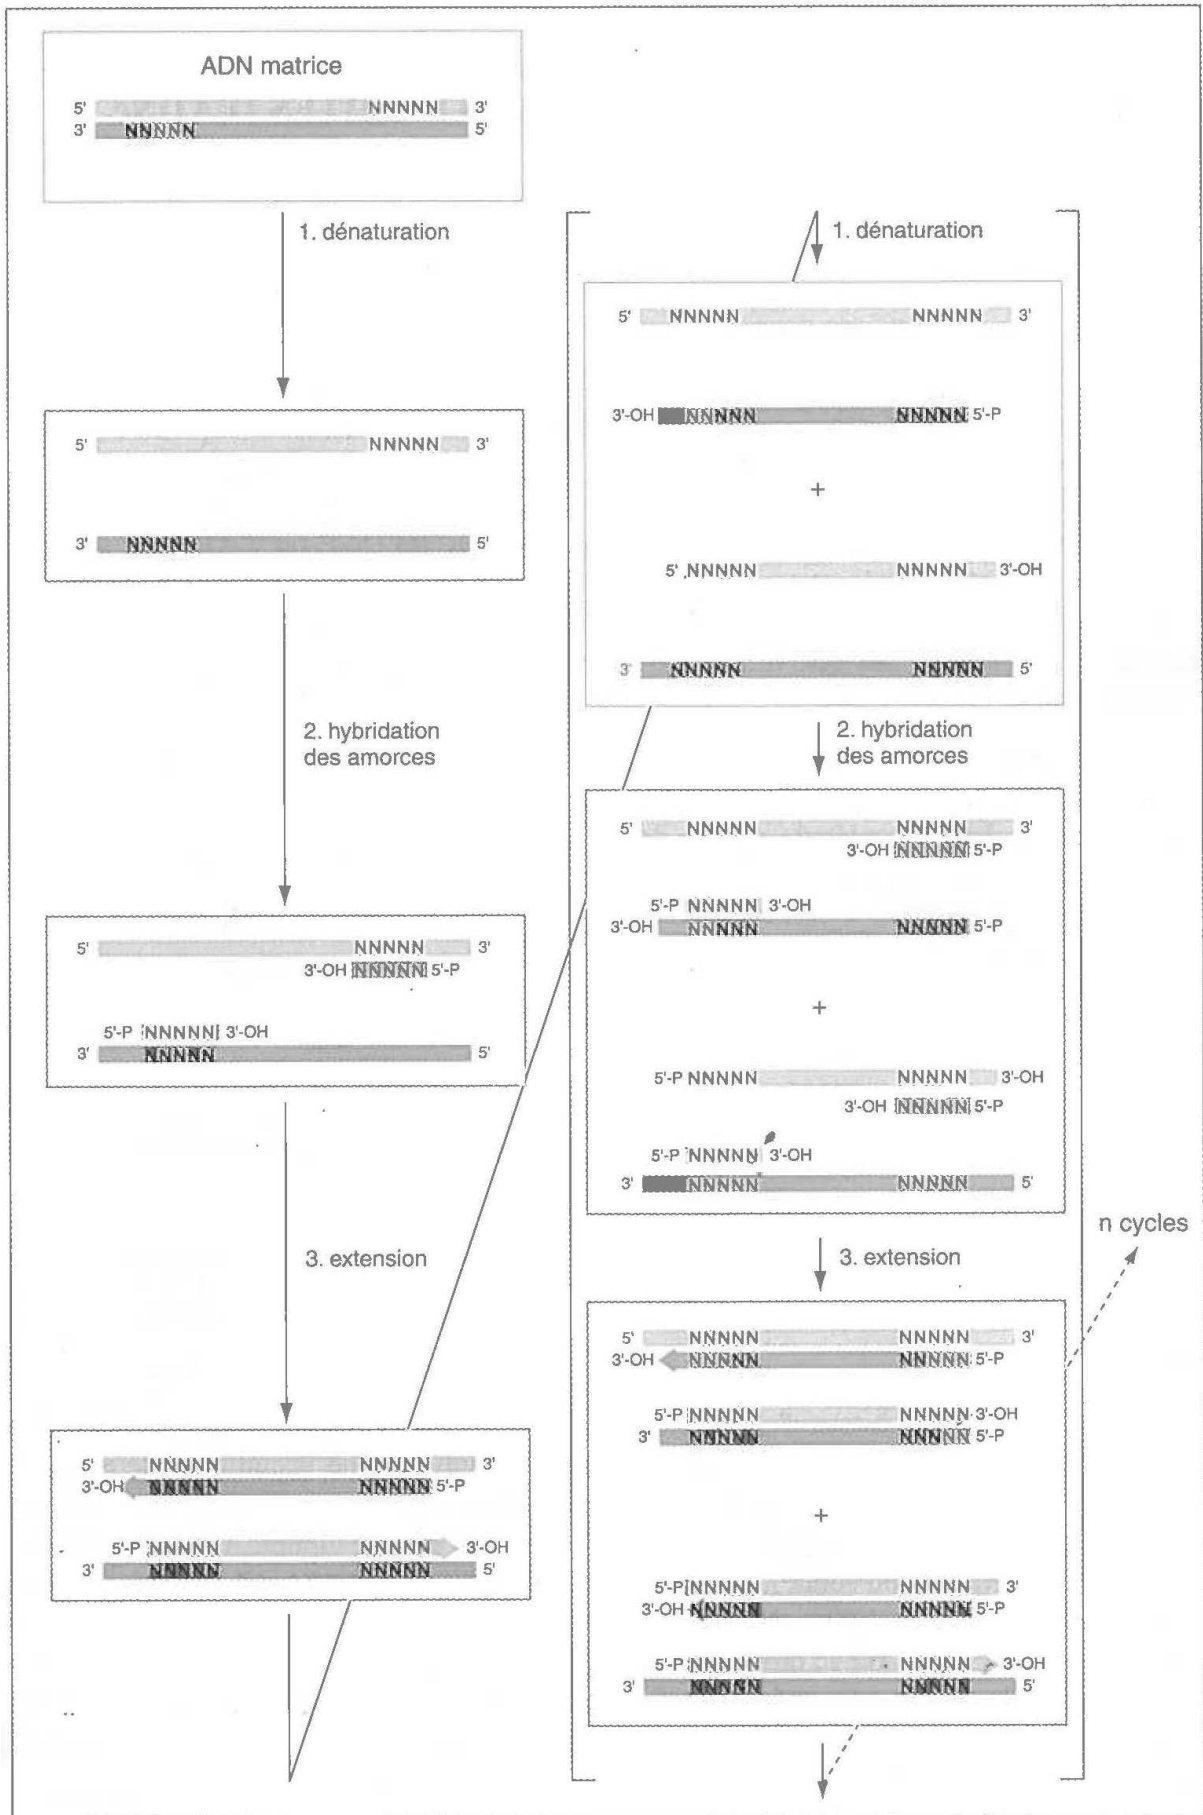 ADN matrice
5' NNNNN 3'
3' NNNNN 5'
1. dénaturation
5' NNNNN 3'
3' NNNNN 5'
2. hybridation
des amorces
5' NNNNN 3'
3'-OH NNNNN 5'-P
5'-P NNNNN 3'-OH
3' NNNNN 5'
3. extension
5' NNNNN NNNNN 3'
3'-OH NNNNN NNNNN 5'-P
5'-P NNNNN NNNNN 3'-OH
3' NNNNN NNNNN 5'
1. dénaturation
5' NNNNN NNNNN 3'
3'-OH NNNNN NNNNN 5'-P
+
5' NNNNN NNNNN 3'-OH
3' NNNNN NNNNN 5'
2. hybridation
des amorces
5' NNNNN NNNNN 3'
3'-OH NNNNN 5'-P
5'-P NNNNN 3'-OH
3'-OH NNNNN NNNNN 5'-P
+
5'-P NNNNN NNNNN 3'-OH
3'-OH NNNNN 5'-P
5'-P NNNNN 3'-OH
3' NNNNN NNNNN 5'
3. extension
n cycles
5' NNNNN NNNNN 3'
3'-OH NNNNN NNNNN 5'-P
5'-P NNNNN NNNNN 3'-OH
3' NNNNN NNNNN 5'-P
+
5'-P NNNNN NNNNN 3'
3'-OH NNNNN NNNNN 5'-P
5'-P NNNNN NNNNN 3'-OH
3' NNNNN NNNNN 5'